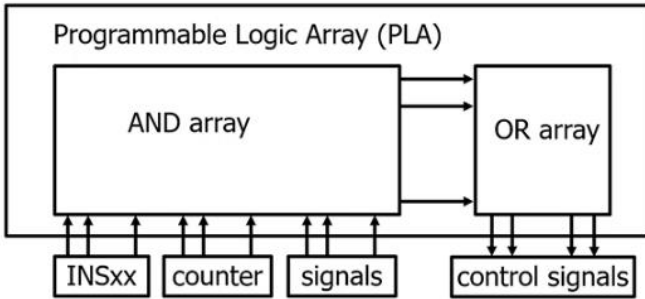 Programmable Logic Array (PLA)
AND array
OR array
INSxx
counter
signals
control signals